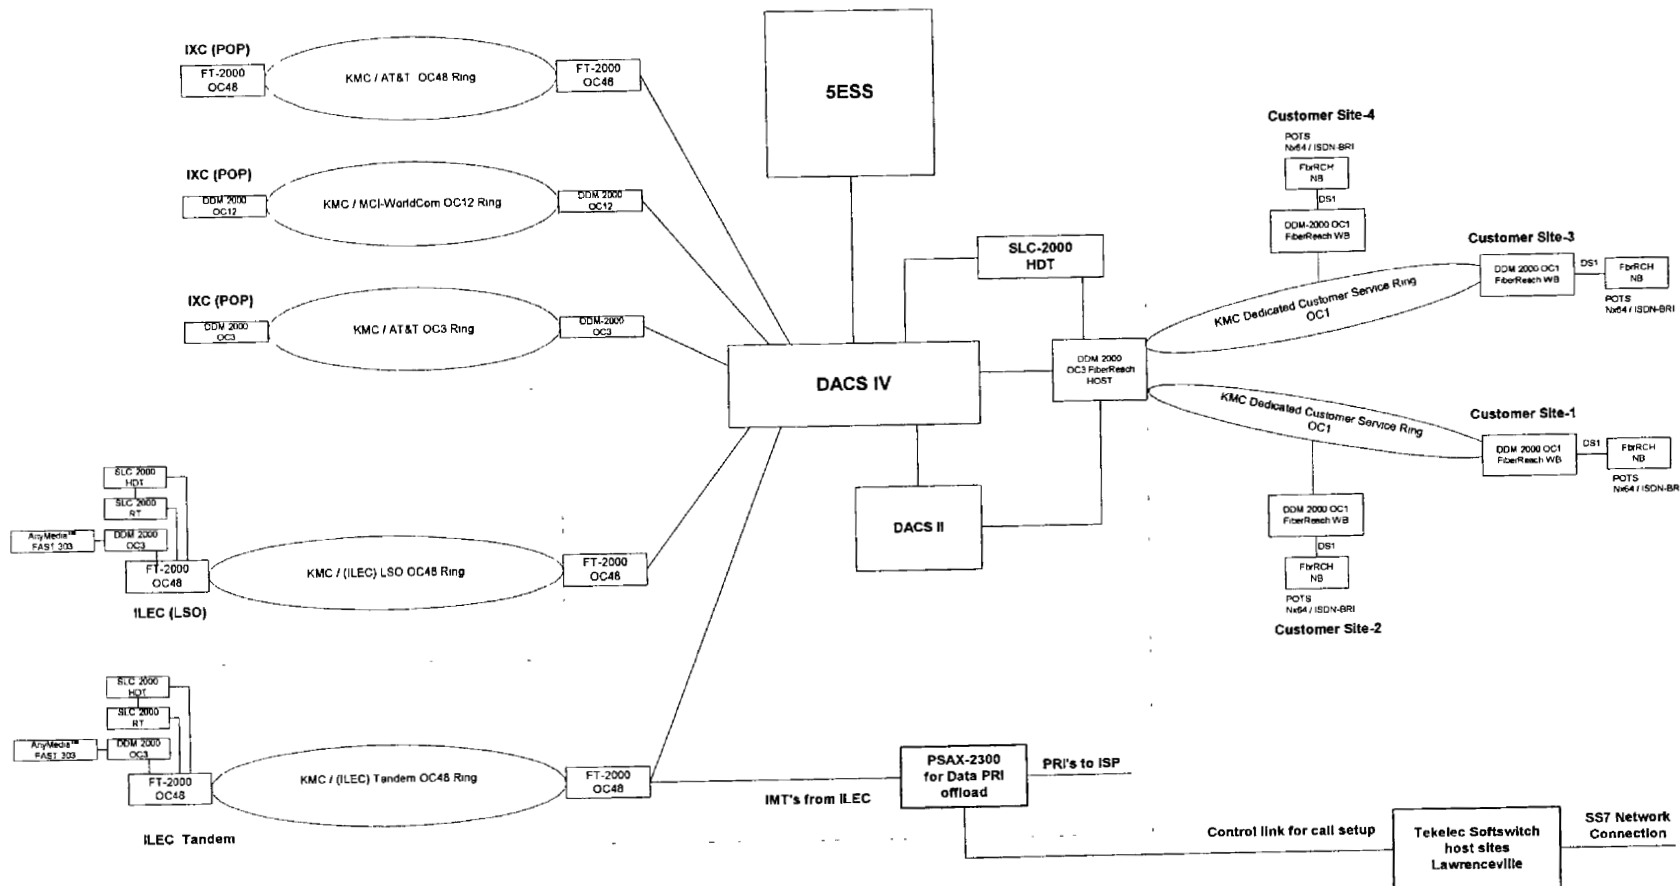 IXC (POP)
FT-2000
OC48
KMC / AT&T OC48 Ring
FT-2000
OC48
5ESS
IXC (POP)
DDM 2000
OC12
KMC / MCI-WorldCom OC12 Ring
DDM 2000
OC12
IXC (POP)
DDM 2000
OC3
KMC / AT&T OC3 Ring
DDM-2000
OC3
SLC-2000
HDT
DACS IV
DDM 2000
OC3 FiberReach
HOST
DACS II
Customer Site-4
POTS
Nx64 / ISDN-BRI
FbrRCH
NB
DS1
DDM-2000 OC1
FiberReach WB
KMC Dedicated Customer Service Ring
OC1
Customer Site-3
DDM 2000 OC1
FiberReach WB
DS1
FbrRCH
NB
POTS
Nx64 / ISDN-BRI
KMC Dedicated Customer Service Ring
OC1
Customer Site-1
DDM 2000 OC1
FiberReach WB
DS1
FbrRCH
NB
POTS
Nx64 / ISDN-BRI
DDM 2000 OC1
FiberReach WB
DS1
FbrRCH
NB
POTS
Nx64 / ISDN-BRI
Customer Site-2
SLC 2000
HDT
SLC 2000
RT
AnyMedia™
FAST 303
DDM 2000
OC3
FT-2000
OC48
ILEC (LSO)
KMC / (ILEC) LSO OC48 Ring
FT-2000
OC48
SLC 2000
HDT
SLC 2000
RT
AnyMedia™
FAST 303
DDM 2000
OC3
FT-2000
OC48
ILEC Tandem
KMC / (ILEC) Tandem OC48 Ring
FT-2000
OC48
IMT's from ILEC
PSAX-2300
for Data PRI
offload
PRI's to ISP
Control link for call setup
Tekelec Softswitch
host sites
Lawrenceville
SS7 Network
Connection